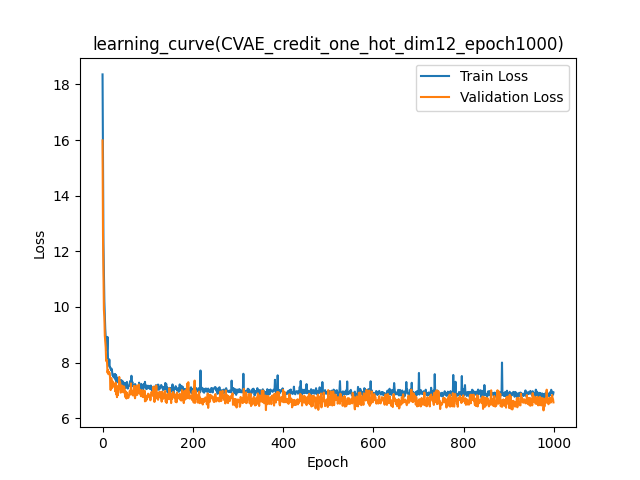 learning_curve(CVAE_credit_one_hot_dim12_epoch1000)
Train Loss
Validation Loss
18
16
14
12
10
8
6
Loss
0 200 400 600 800 1000
Epoch